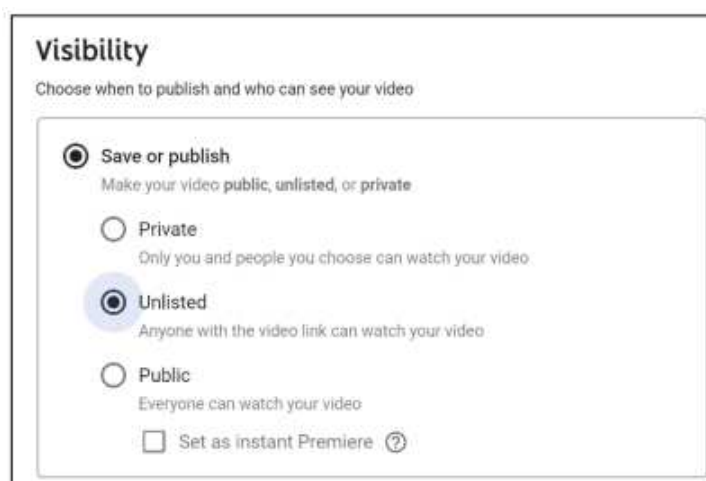 Visibility
Choose when to publish and who can see your video
Save or publish
Make your video public, unlisted, or private
Private
Only you and people you choose can watch your video
Unlisted
Anyone with the video link can watch your video
Public
Everyone can watch your video
Set as instant Premiere ?